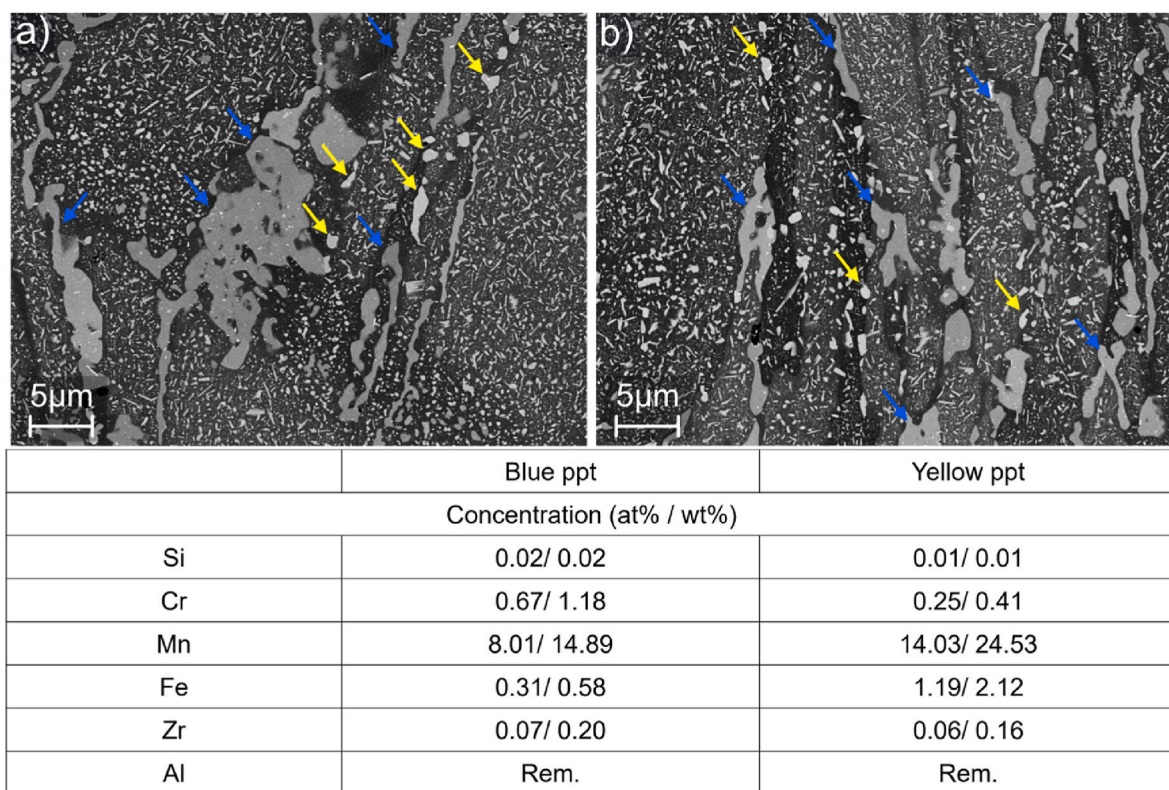 a) b)
5µm 5µm
Blue ppt Yellow ppt
Concentration (at% / wt%)
Si 0.02/ 0.02 0.01/ 0.01
Cr 0.67/ 1.18 0.25/ 0.41
Mn 8.01/ 14.89 14.03/ 24.53
Fe 0.31/ 0.58 1.19/ 2.12
Zr 0.07/ 0.20 0.06/ 0.16
Al Rem. Rem.